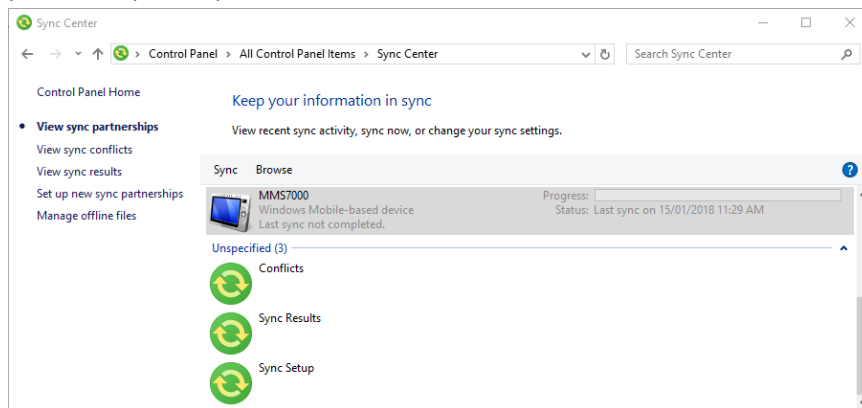 Sync Center
Control Panel > All Control Panel Items > Sync Center
Search Sync Center
Control Panel Home
View sync partnerships
View sync conflicts
View sync results
Set up new sync partnerships
Manage offline files
Keep your information in sync
View recent sync activity, sync now, or change your sync settings.
Sync Browse
MMS7000
Windows Mobile-based device
Last sync not completed.
Progress:
Status: Last sync on 15/01/2018 11:29 AM
Unspecified (3)
Conflicts
Sync Results
Sync Setup